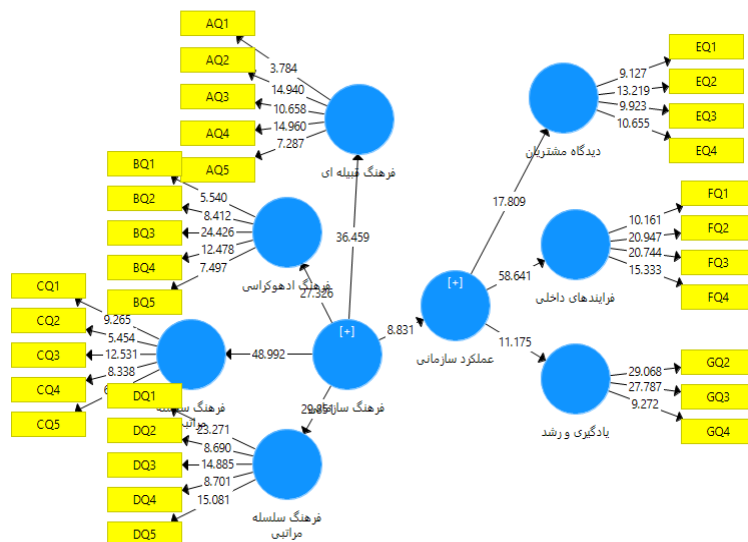 AQ1
AQ2
AQ3
AQ4
AQ5
3.784
14.940
10.658
14.960
7.287
فرهنگ قبیله ای
BQ1
BQ2
BQ3
BQ4
BQ5
5.540
8.412
24.426
12.478
7.497
فرهنگ ادهوکراسی
CQ1
CQ2
CQ3
CQ4
CQ5
9.265
5.454
12.531
8.338
فرهنگ سلسله
مراتبی
DQ1
DQ2
DQ3
DQ4
DQ5
23.271
8.690
14.885
8.701
15.081
فرهنگ سلسله
مراتبی
36.459
27.326
48.992
[+]
فرهنگ سازمانی
8.831
[+]
عملکرد سازمانی
17.809
58.641
11.175
دیدگاه مشتریان
9.127
13.219
9.923
10.655
EQ1
EQ2
EQ3
EQ4
فرایندهای داخلی
10.161
20.947
20.744
15.333
FQ1
FQ2
FQ3
FQ4
یادگیری و رشد
29.068
27.787
9.272
GQ2
GQ3
GQ4